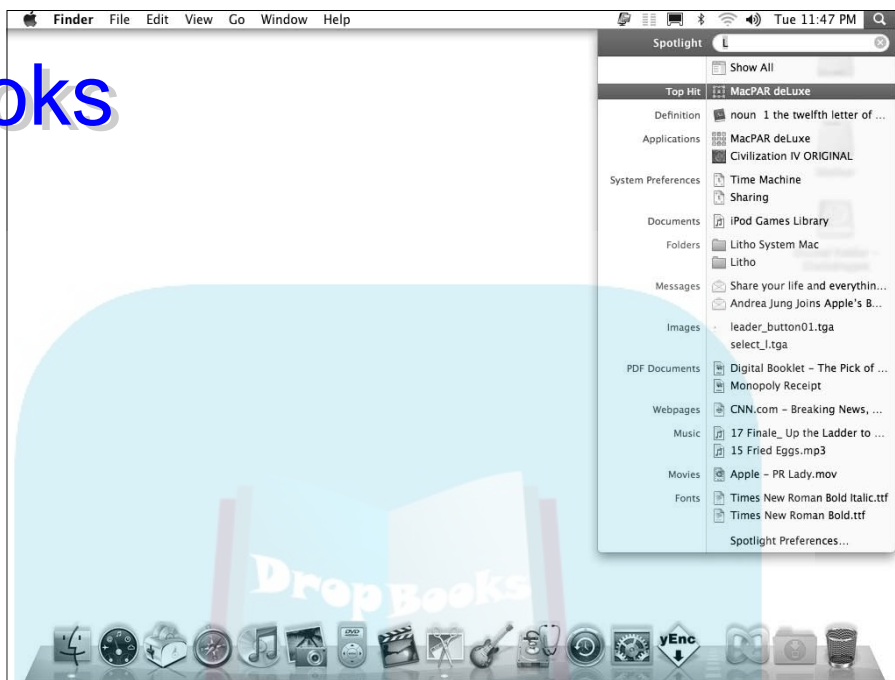 Finder File Edit View Go Window Help Tue 11:47 PM
Spotlight L
oks
Show All
Top Hit MacPAR deLuxe
Definition noun 1 the twelfth letter of ...
Applications MacPAR deLuxe
Civilization IV ORIGINAL
System Preferences Time Machine
Sharing
Documents iPod Games Library
Folders Litho System Mac
Litho
Messages Share your life and everythin...
Andrea Jung Joins Apple's B...
Images leader_button01.tga
select_l.tga
PDF Documents Digital Booklet – The Pick of ...
Monopoly Receipt
Webpages CNN.com – Breaking News, ...
Music 17 Finale_ Up the Ladder to ...
15 Fried Eggs.mp3
Movies Apple – PR Lady.mov
Fonts Times New Roman Bold Italic.ttf
Times New Roman Bold.ttf
Spotlight Preferences...
DropBooks
DVD
yEnc